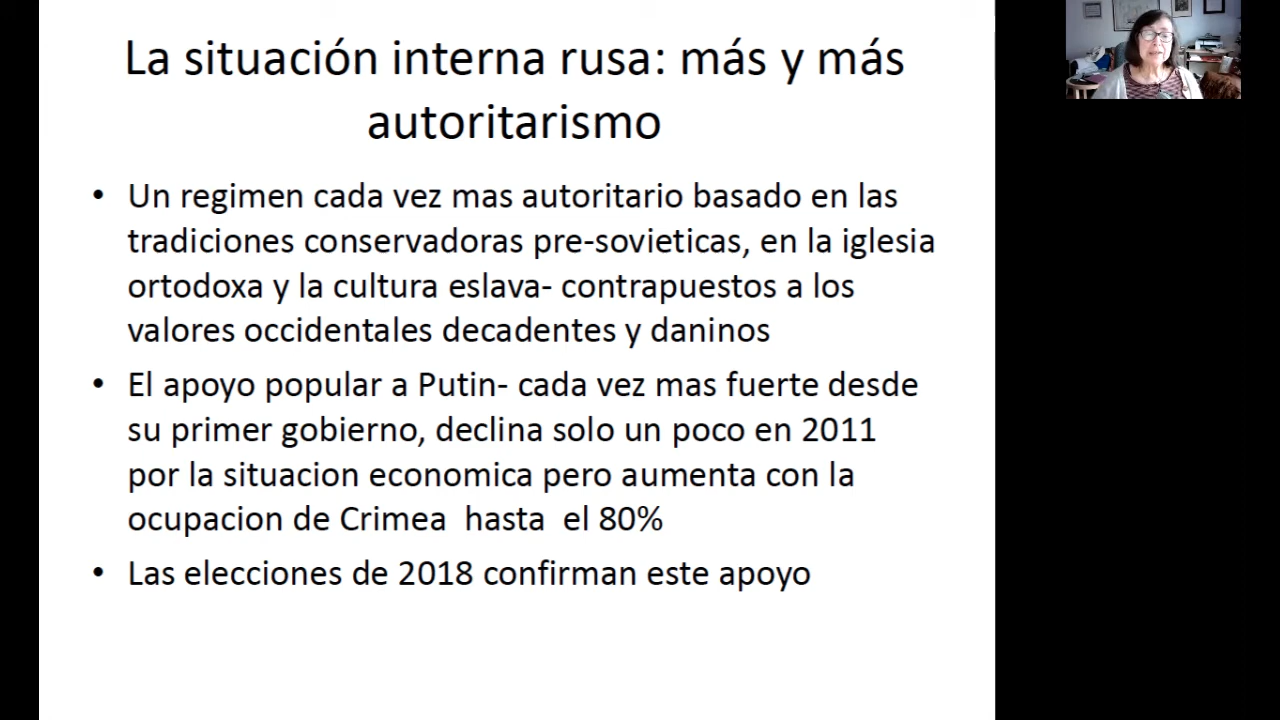 La situación interna rusa: más y más
autoritarismo
• Un regimen cada vez mas autoritario basado en las
tradiciones conservadoras pre-sovieticas, en la iglesia
ortodoxa y la cultura eslava- contrapuestos a los
valores occidentales decadentes y daninos
• El apoyo popular a Putin- cada vez mas fuerte desde
su primer gobierno, declina solo un poco en 2011
por la situacion economica pero aumenta con la
ocupacion de Crimea  hasta  el 80%
• Las elecciones de 2018 confirman este apoyo